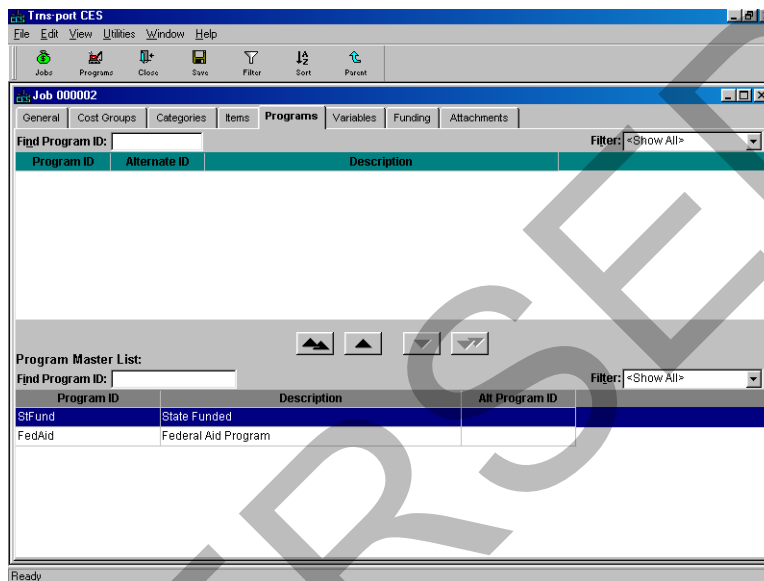 Trns·port CES
File Edit View Utilities Window Help
Jobs Programs Close Save Filter Sort Parent
Job 000002
General Cost Groups Categories Items Programs Variables Funding Attachments
Find Program ID: Filter: <Show All>
Program ID Alternate ID Description
Program Master List:
Find Program ID: Filter: <Show All>
Program ID Description Alt Program ID
StFund State Funded
FedAid Federal Aid Program
Ready